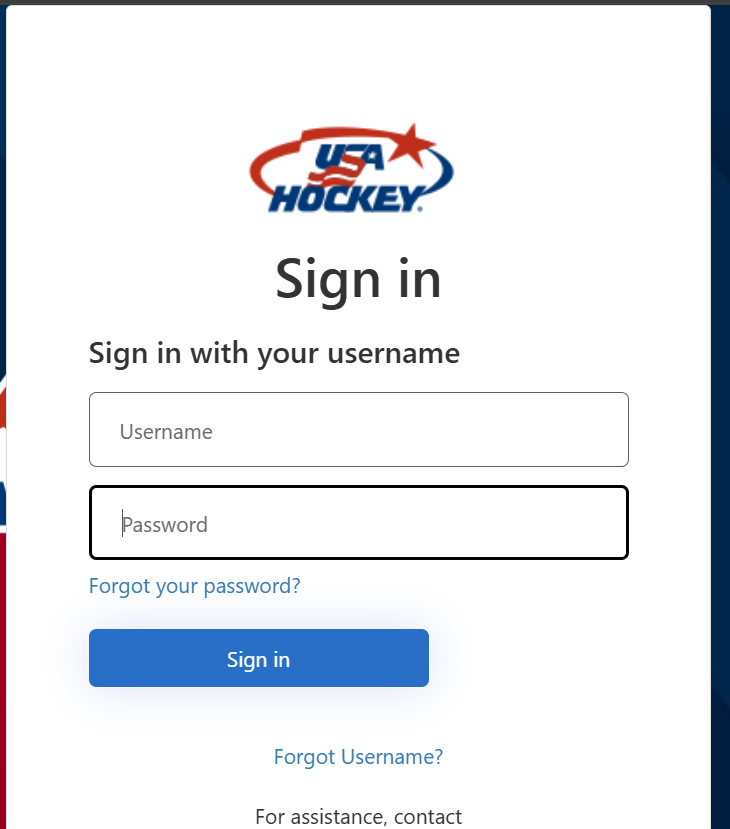 USA
HOCKEY
Sign in
Sign in with your username
Username
Password
Forgot your password?
Sign in
Forgot Username?
For assistance, contact